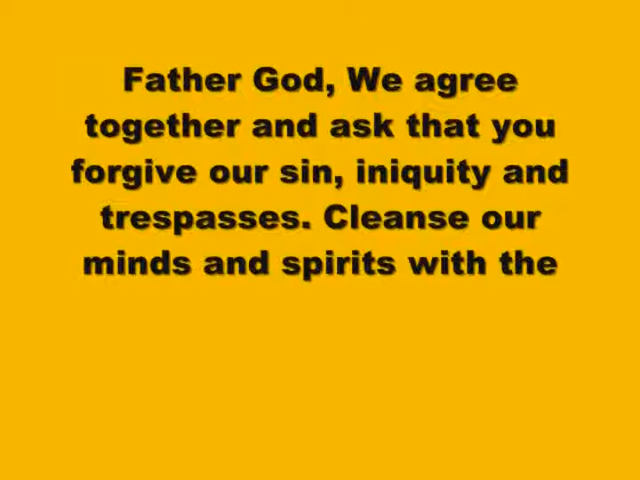 Father God, We agree
together and ask that you
forgive our sin, iniquity and
trespasses. Cleanse our
minds and spirits with the